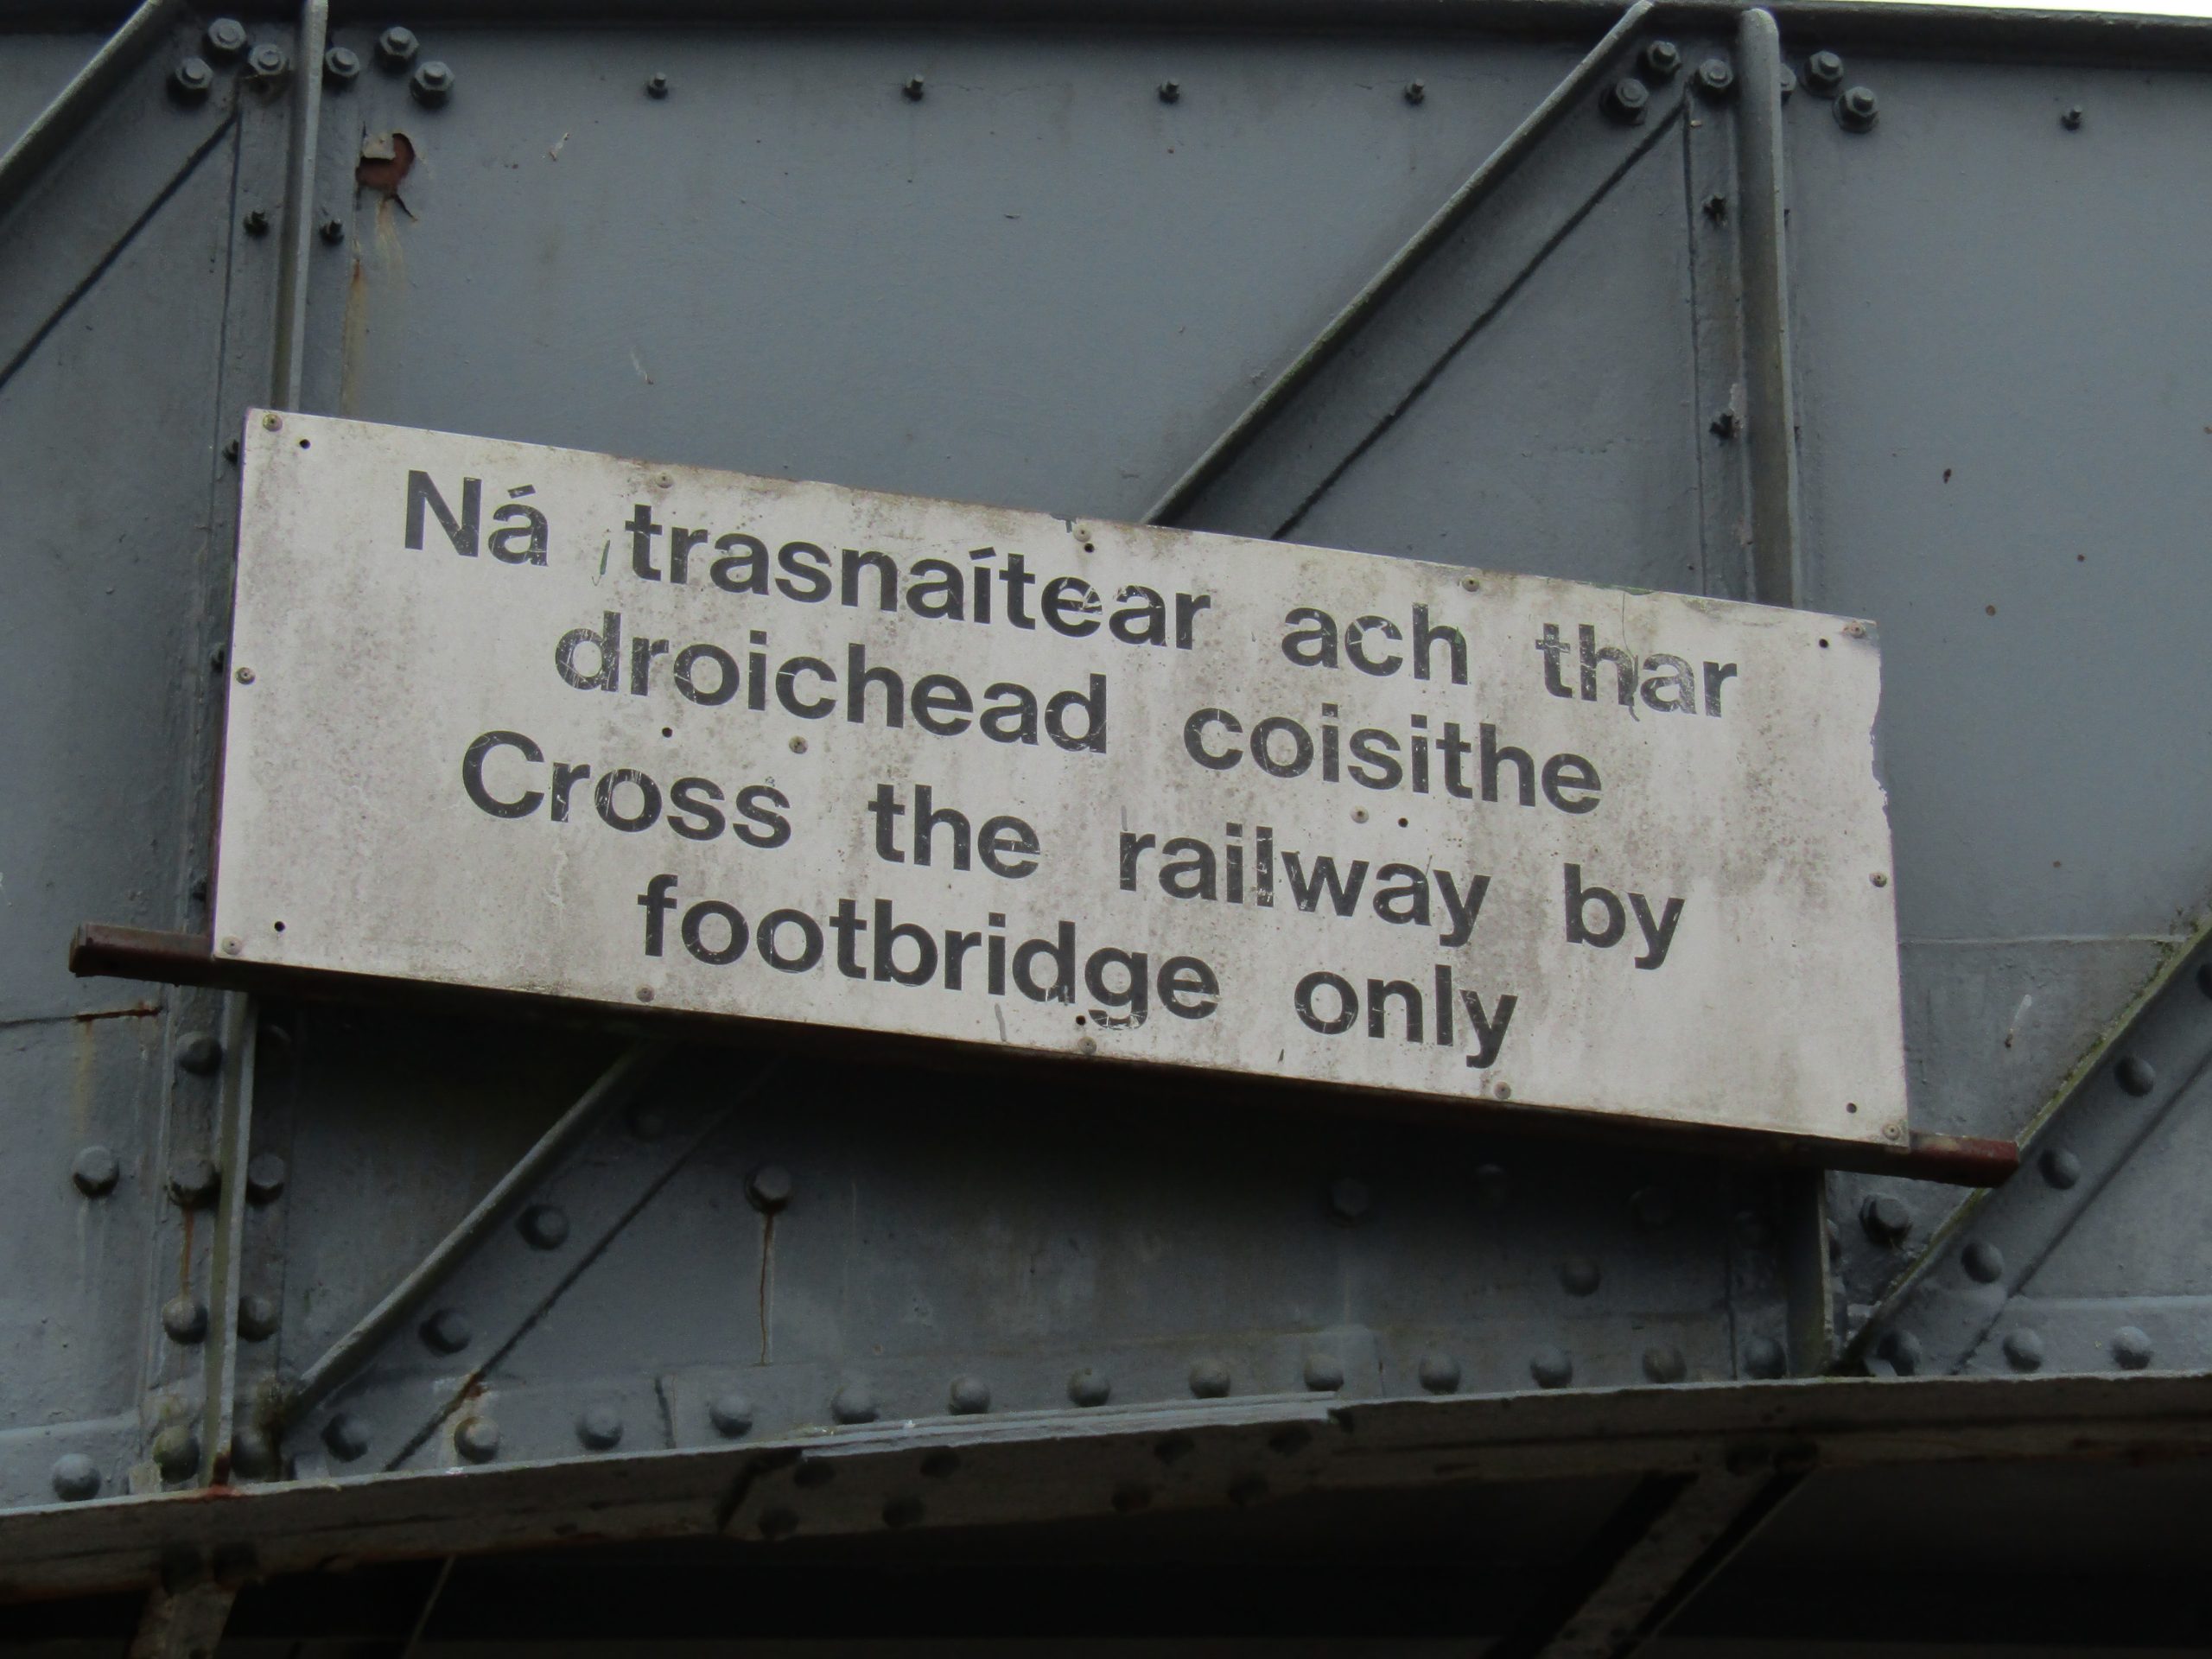 Ná trasnaítear ach thar
droichead coisithe
Cross the railway by
footbridge only